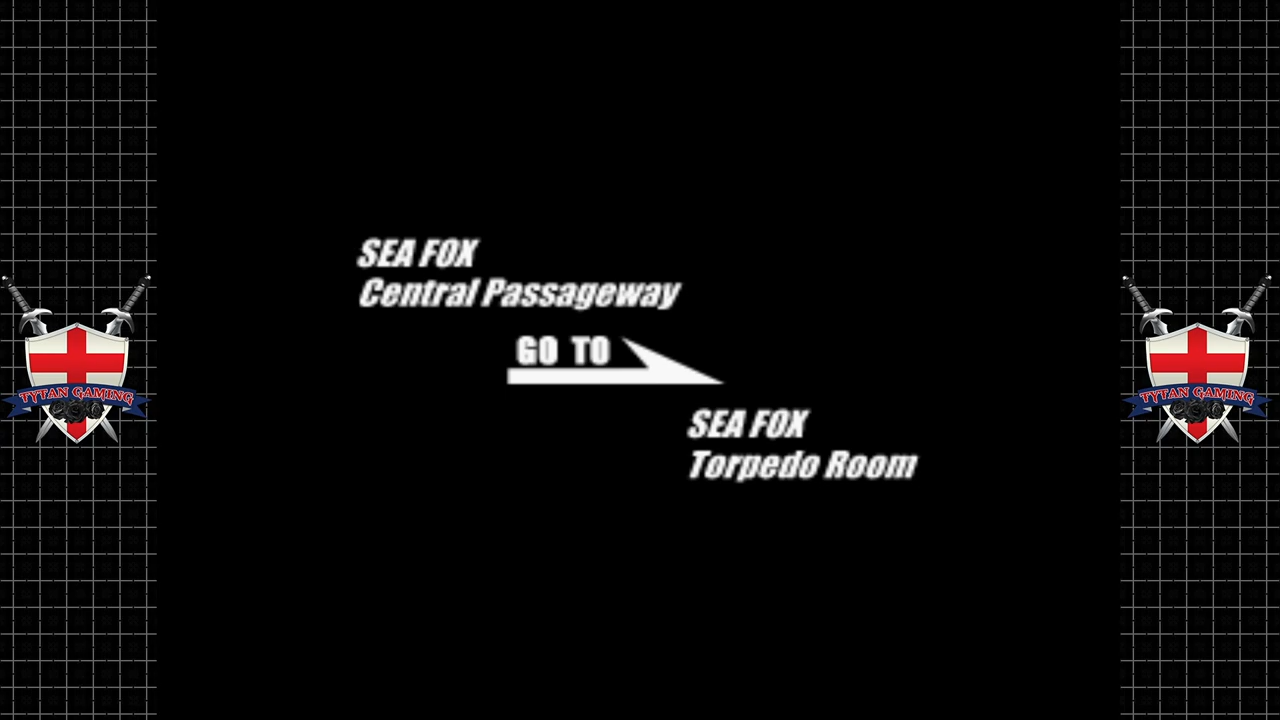 SEA FOX
Central Passageway
GO TO
SEA FOX
Torpedo Room
TYTAN GAMING
TYTAN GAMING